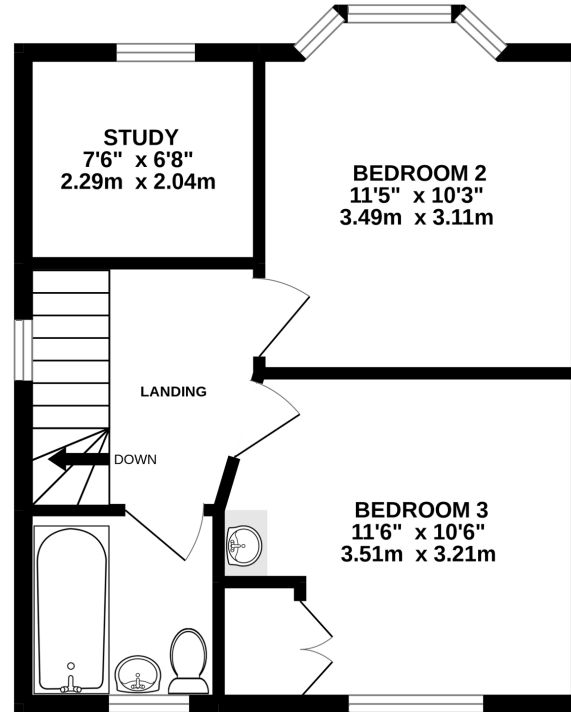 STUDY
7'6" x 6'8"
2.29m x 2.04m
BEDROOM 2
11'5" x 10'3"
3.49m x 3.11m
LANDING
DOWN
BEDROOM 3
11'6" x 10'6"
3.51m x 3.21m